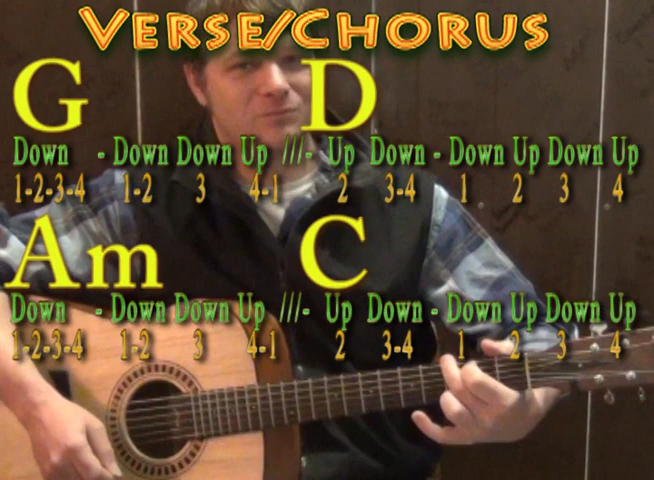 VERSE/CHORUS
G D
Down - Down Down Up ///- Up Down - Down Up Down Up
1-2-3-4 1-2 3 4-1 2 3-4 1 2 3 4
Am C
Down - Down Down Up ///- Up Down - Down Up Down Up
1-2-3-4 1-2 3 4-1 2 3-4 1 2 3 4